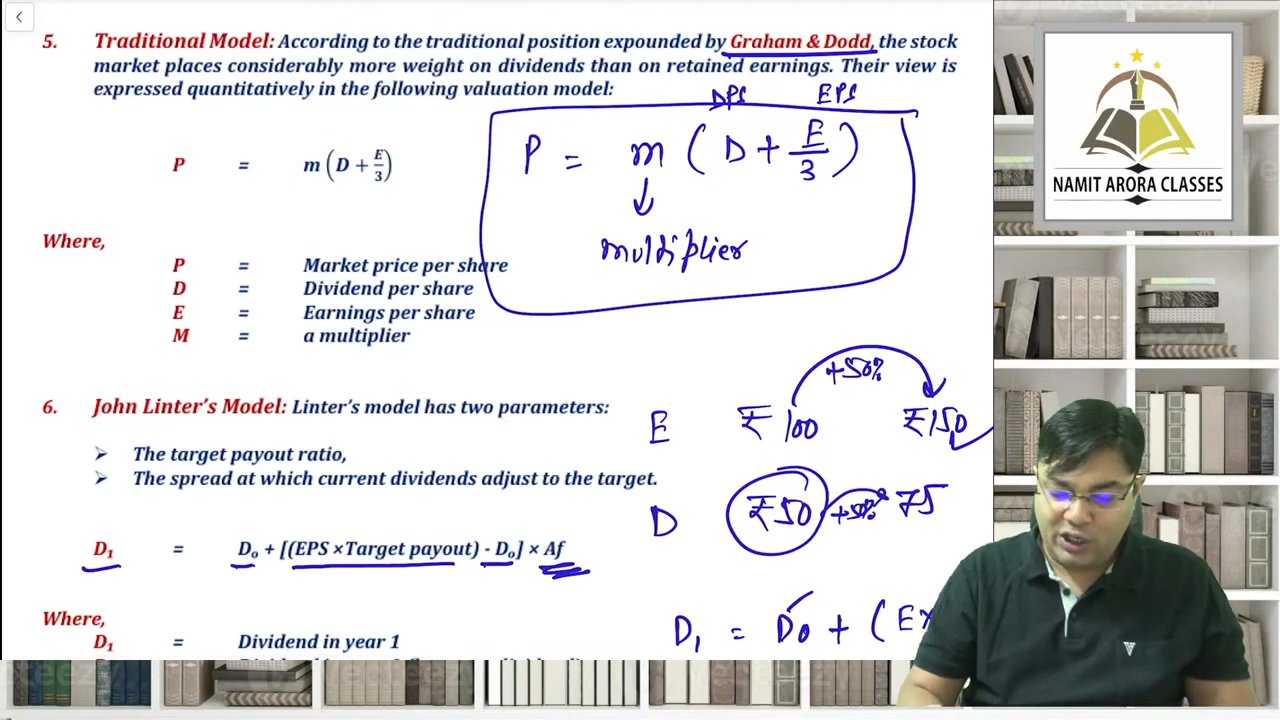 5. Traditional Model: According to the traditional position expounded by Graham & Dodd, the stock
market places considerably more weight on dividends than on retained earnings. Their view is
expressed quantitatively in the following valuation model:
DPS EPS
P = m ( D + E/3 )
P = m (D + E/3)
multiplier
Where,
P = Market price per share
D = Dividend per share
E = Earnings per share
M = a multiplier
6. John Linter's Model: Linter's model has two parameters:
➢ The target payout ratio,
➢ The spread at which current dividends adjust to the target.
+50%
E ₹100 ₹150
D ₹50 +50% 75
D₁ = D₀ + [(EPS ×Target payout) - D₀] × Af
D₁ = D₀ + (E×
Where,
D₁ = Dividend in year 1
NAMIT ARORA CLASSES